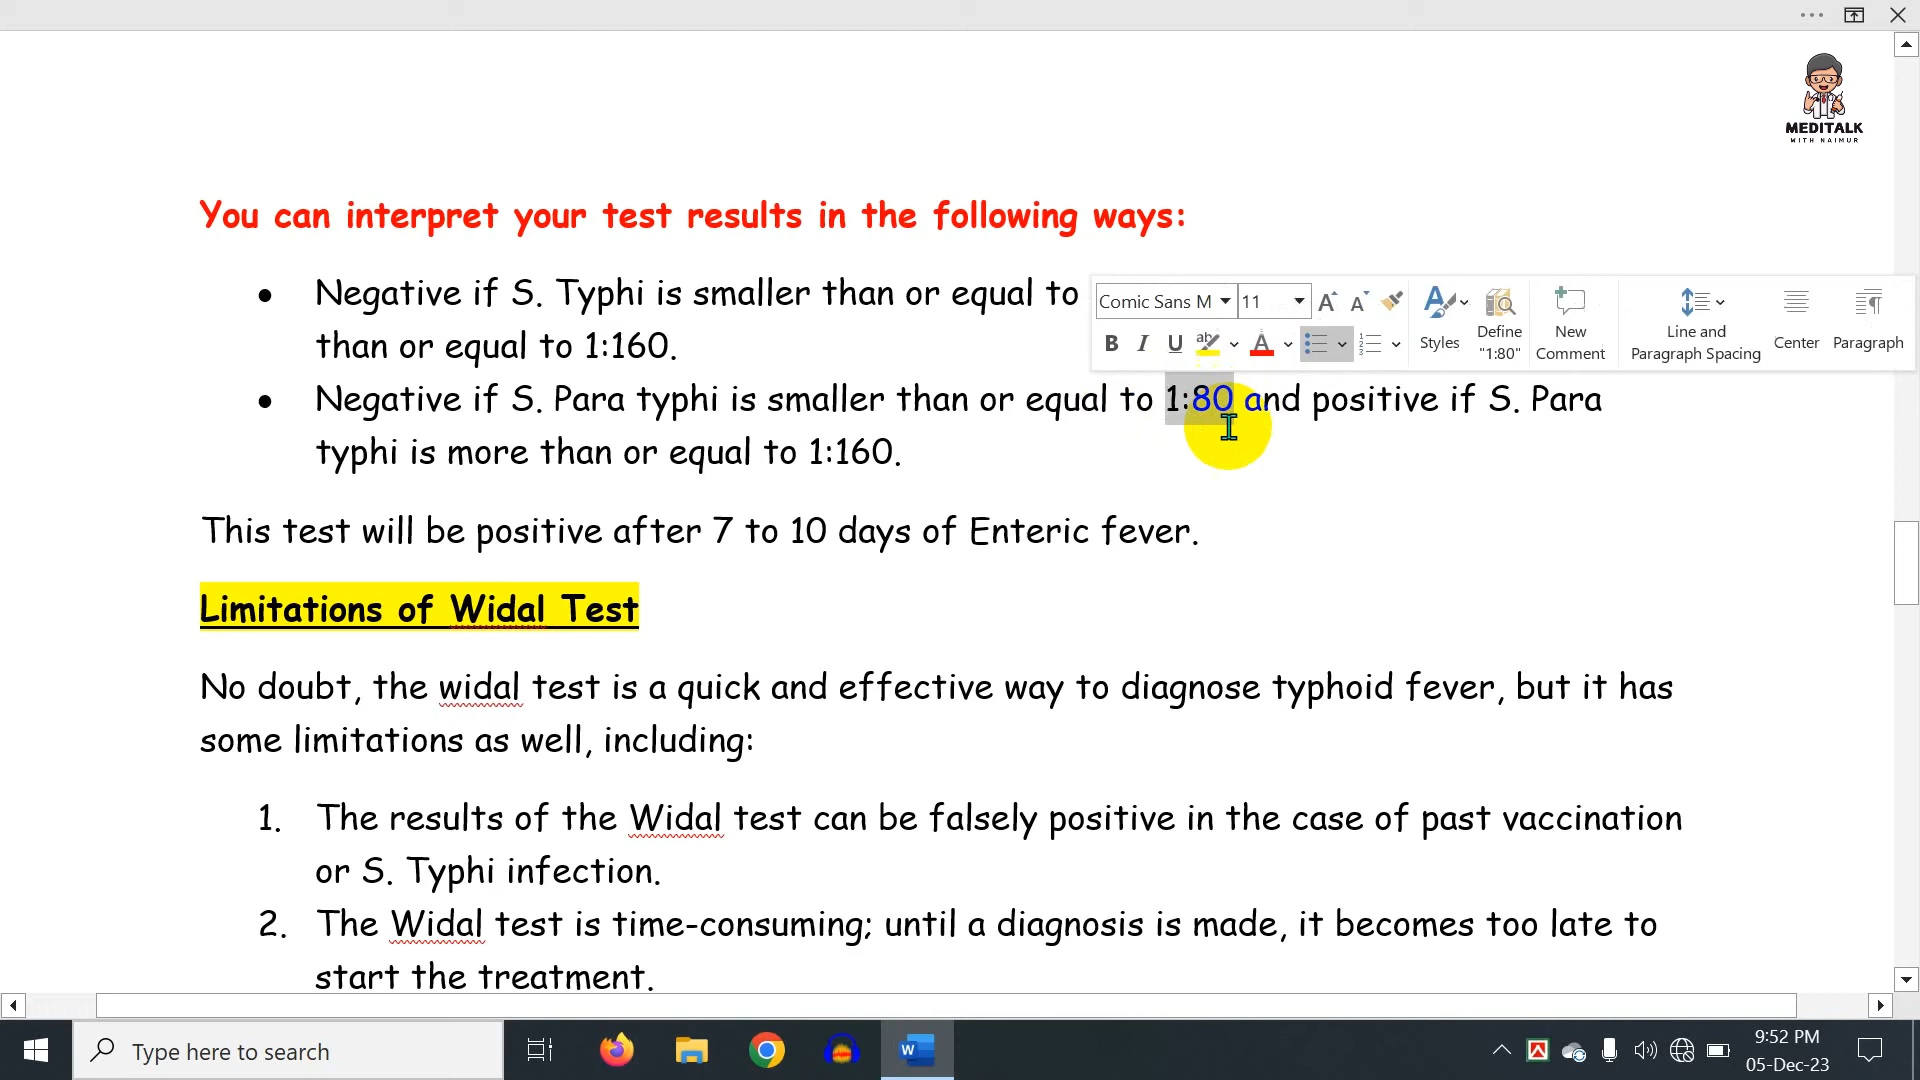 MEDITALK
WITH NAIMUR
You can interpret your test results in the following ways:
• Negative if S. Typhi is smaller than or equal to
than or equal to 1:160.
Comic Sans M 11
B I U ab A
Styles
Define "1:80"
New Comment
Line and Paragraph Spacing
Center
Paragraph
• Negative if S. Para typhi is smaller than or equal to 1:80 and positive if S. Para
typhi is more than or equal to 1:160.
This test will be positive after 7 to 10 days of Enteric fever.
Limitations of Widal Test
No doubt, the widal test is a quick and effective way to diagnose typhoid fever, but it has
some limitations as well, including:
1. The results of the Widal test can be falsely positive in the case of past vaccination
or S. Typhi infection.
2. The Widal test is time-consuming; until a diagnosis is made, it becomes too late to
start the treatment.
Type here to search
9:52 PM
05-Dec-23